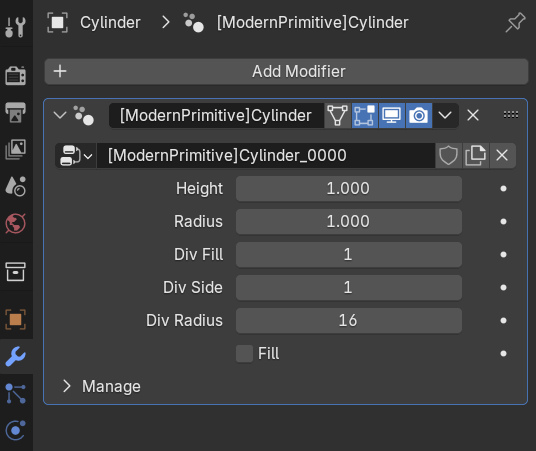 Cylinder > [ModernPrimitive]Cylinder
+ Add Modifier
[ModernPrimitive]Cylinder
[ModernPrimitive]Cylinder_0000
Height 1.000
Radius 1.000
Div Fill 1
Div Side 1
Div Radius 16
Fill
Manage